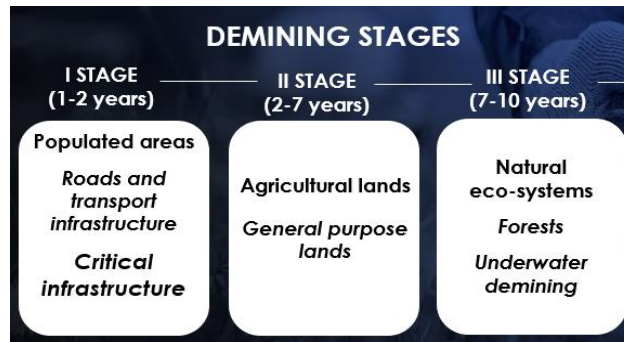 DEMINING STAGES
I STAGE
(1-2 years)
Populated areas
Roads and
transport
infrastructure
Critical
infrastructure
II STAGE
(2-7 years)
Agricultural lands
General purpose
lands
III STAGE
(7-10 years)
Natural
eco-systems
Forests
Underwater
demining